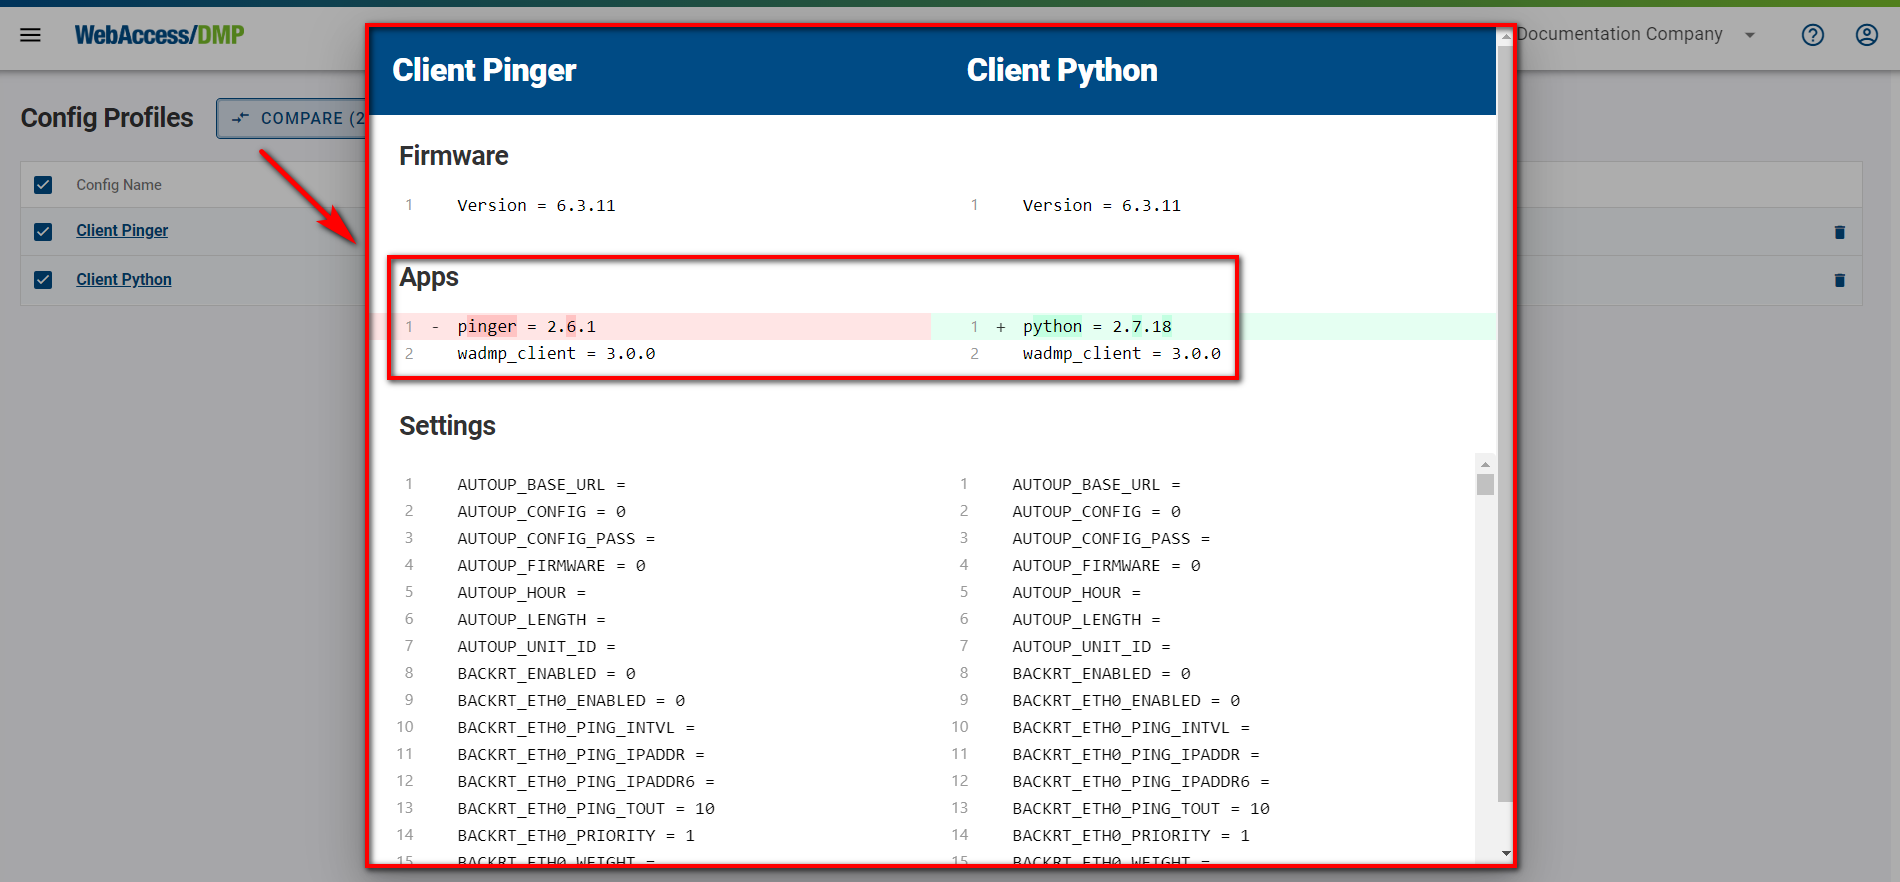 WebAccess/DMP
Documentation Company
Config Profiles
COMPARE (2
Config Name
Client Pinger
Client Python
Client Pinger Client Python
Firmware
1 Version = 6.3.11 1 Version = 6.3.11
Apps
1 - pinger = 2.6.1 1 + python = 2.7.18
2 wadmp_client = 3.0.0 2 wadmp_client = 3.0.0
Settings
1 AUTOUP_BASE_URL = 1 AUTOUP_BASE_URL =
2 AUTOUP_CONFIG = 0 2 AUTOUP_CONFIG = 0
3 AUTOUP_CONFIG_PASS = 3 AUTOUP_CONFIG_PASS =
4 AUTOUP_FIRMWARE = 0 4 AUTOUP_FIRMWARE = 0
5 AUTOUP_HOUR = 5 AUTOUP_HOUR =
6 AUTOUP_LENGTH = 6 AUTOUP_LENGTH =
7 AUTOUP_UNIT_ID = 7 AUTOUP_UNIT_ID =
8 BACKRT_ENABLED = 0 8 BACKRT_ENABLED = 0
9 BACKRT_ETH0_ENABLED = 0 9 BACKRT_ETH0_ENABLED = 0
10 BACKRT_ETH0_PING_INTVL = 10 BACKRT_ETH0_PING_INTVL =
11 BACKRT_ETH0_PING_IPADDR = 11 BACKRT_ETH0_PING_IPADDR =
12 BACKRT_ETH0_PING_IPADDR6 = 12 BACKRT_ETH0_PING_IPADDR6 =
13 BACKRT_ETH0_PING_TOUT = 10 13 BACKRT_ETH0_PING_TOUT = 10
14 BACKRT_ETH0_PRIORITY = 1 14 BACKRT_ETH0_PRIORITY = 1
15 BACKRT_ETH0_WEIGHT = 15 BACKRT_ETH0_WEIGHT =